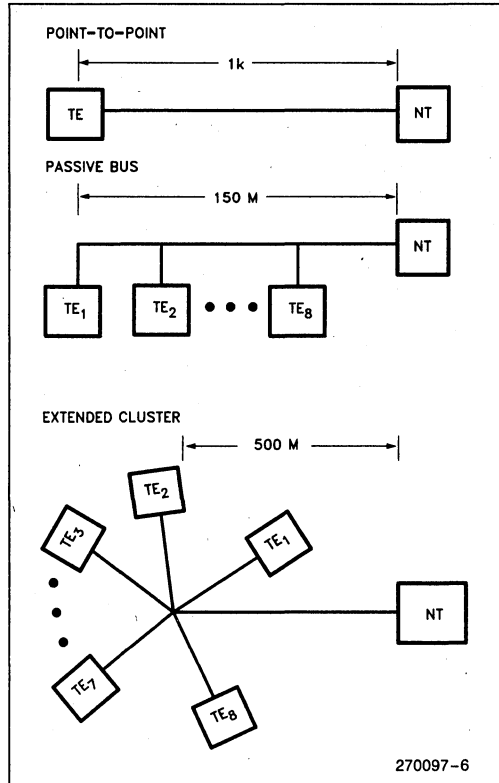 POINT-TO-POINT
1k
TE
NT
PASSIVE BUS
150 M
NT
TE1 TE2 TE8
EXTENDED CLUSTER
500 M
TE2
TE3
TE1
NT
TE7
TE8
270097-6